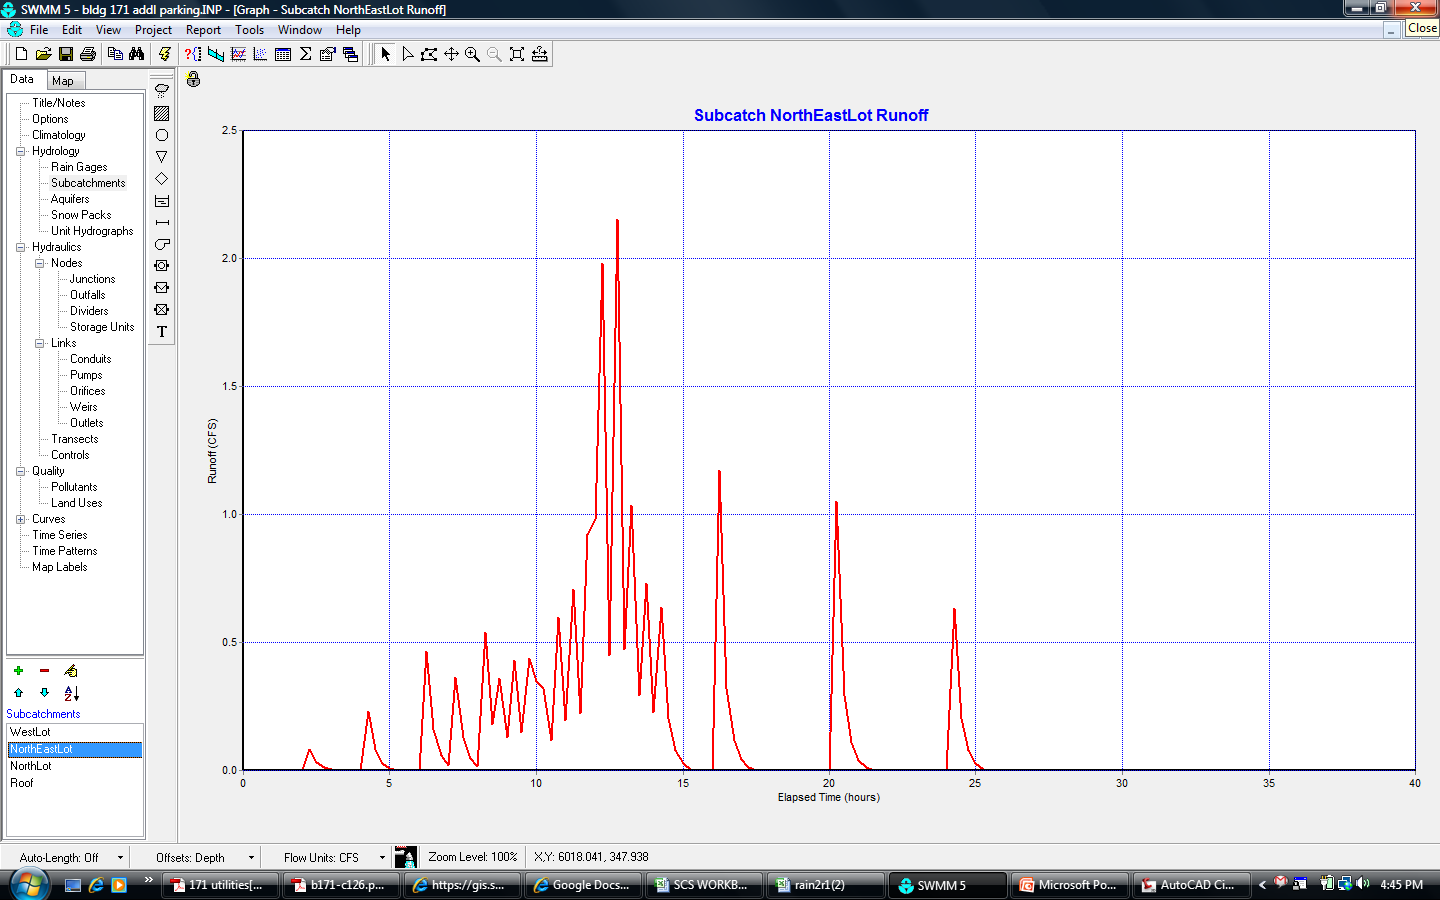 SWMM 5 - bldg 171 addl parking.INP - [Graph - Subcatch NorthEastLot Runoff]
Close
File Edit View Project Report Tools Window Help
Data Map
Title/Notes
Options
Climatology
Hydrology
Rain Gages
Subcatchments
Aquifers
Snow Packs
Unit Hydrographs
Hydraulics
Nodes
Junctions
Outfalls
Dividers
Storage Units
Links
Conduits
Pumps
Orifices
Weirs
Outlets
Transects
Controls
Quality
Pollutants
Land Uses
Curves
Time Series
Time Patterns
Map Labels
T
Subcatchments
WestLot
NorthEastLot
NorthLot
Roof
Subcatch NorthEastLot Runoff
2.5
2.0
1.5
1.0
0.5
0.0
Runoff (CFS)
0 5 10 15 20 25 30 35 40
Elapsed Time (hours)
Auto-Length: Off Offsets: Depth Flow Units: CFS Zoom Level: 100% X,Y: 6018.041, 347.938
171 utilities[... b171-c126.p... https://gis.s... Google Docs... SCS WORKB... rain2r1(2) SWMM 5 Microsoft Po... AutoCAD Ci... 4:45 PM